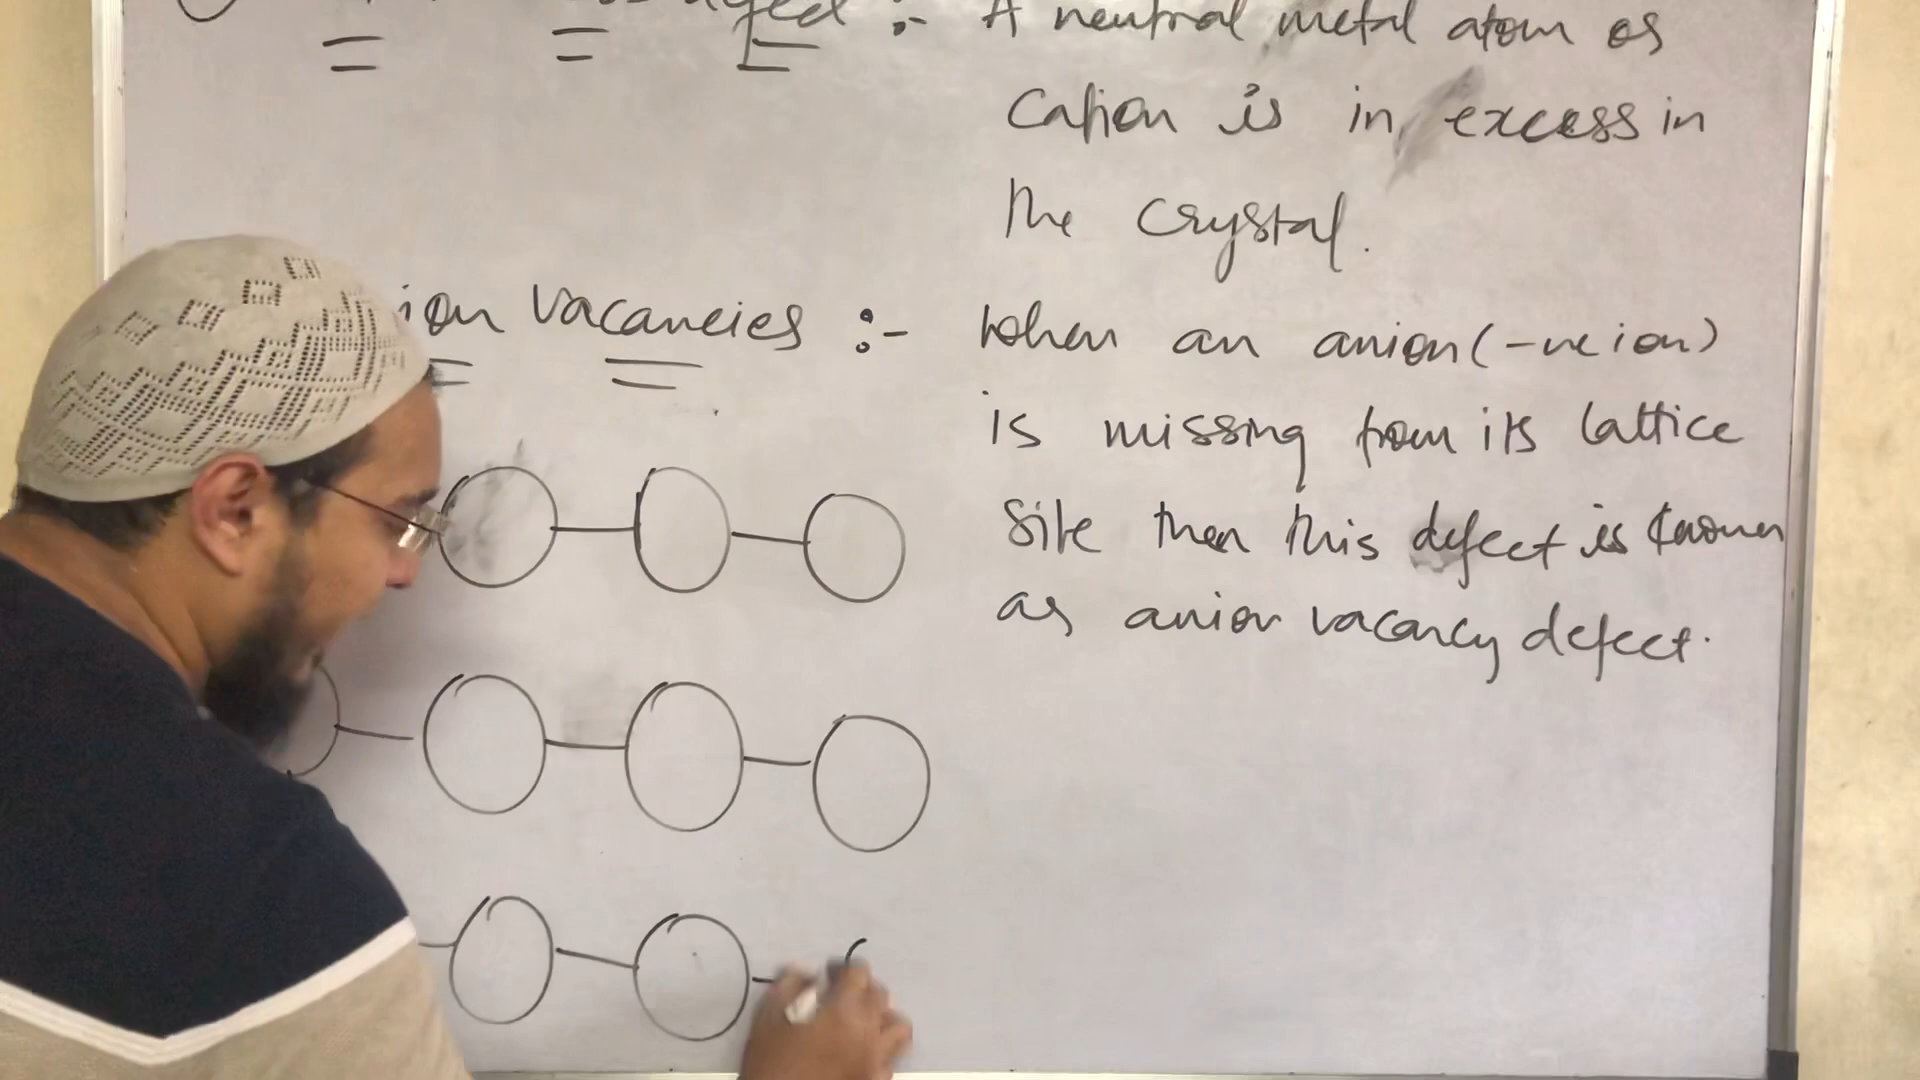 :- A neutral metal atom or
Cation is in excess in
the crystal.
ion Vacancies :- When an anion (-ve ion)
is missing from its lattice
site then this defect is known
as anion vacancy defect.